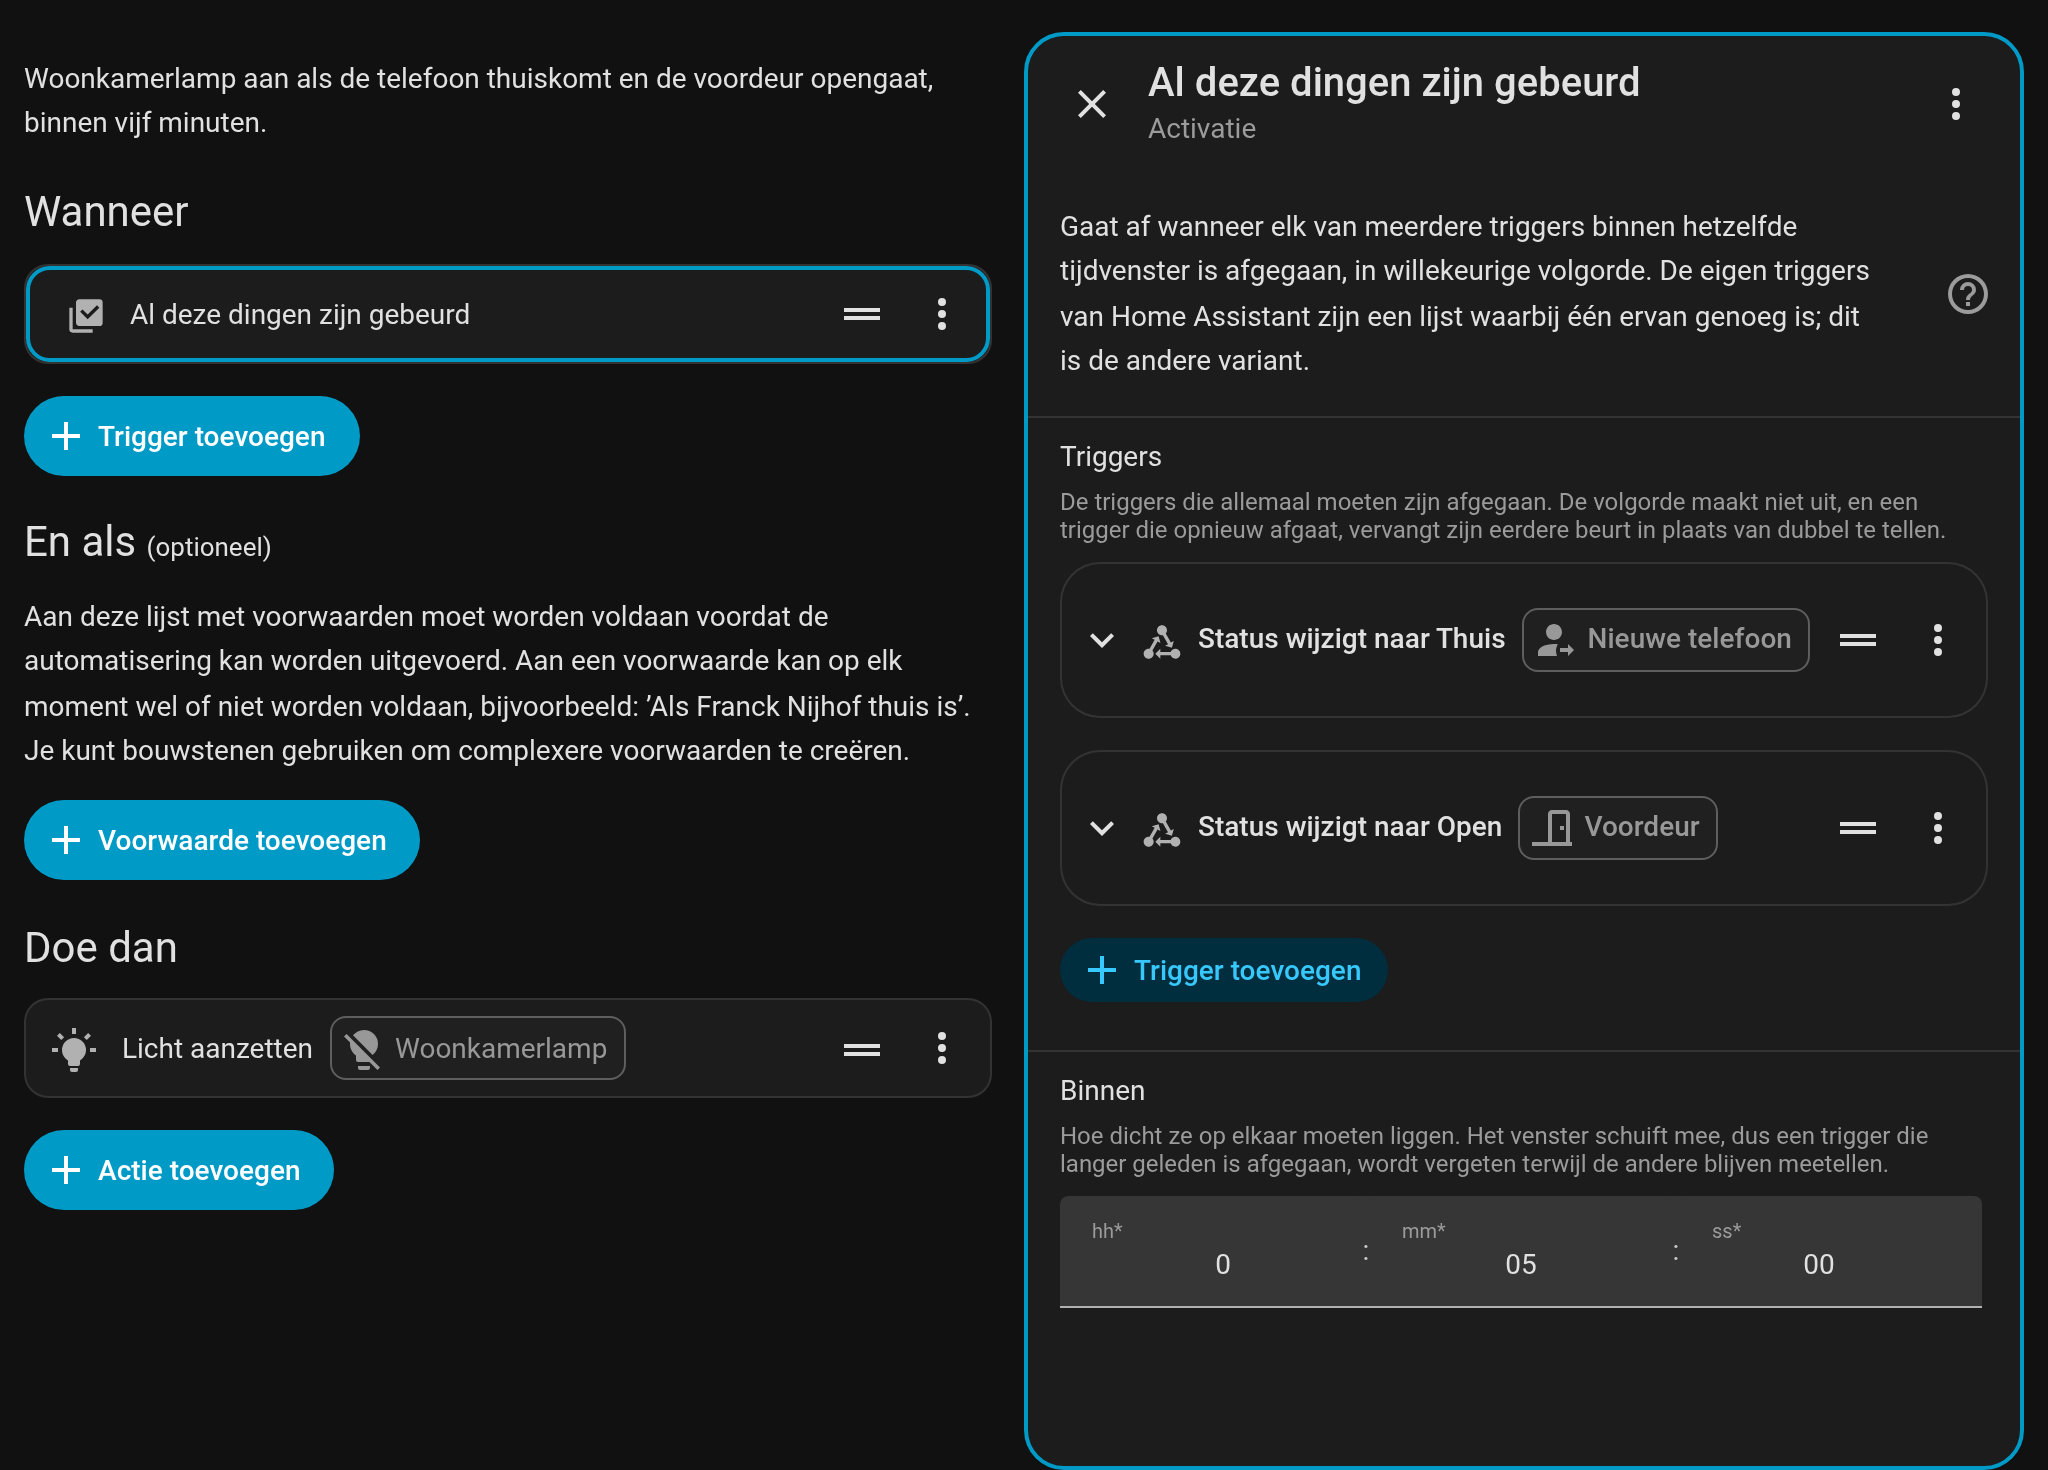 Woonkamerlamp aan als de telefoon thuiskomt en de voordeur opengaat,
binnen vijf minuten.
Wanneer
Al deze dingen zijn gebeurd
Trigger toevoegen
En als (optioneel)
Aan deze lijst met voorwaarden moet worden voldaan voordat de
automatisering kan worden uitgevoerd. Aan een voorwaarde kan op elk
moment wel of niet worden voldaan, bijvoorbeeld: ’Als Franck Nijhof thuis is’.
Je kunt bouwstenen gebruiken om complexere voorwaarden te creëren.
Voorwaarde toevoegen
Doe dan
Licht aanzetten Woonkamerlamp
Actie toevoegen
Al deze dingen zijn gebeurd
Activatie
Gaat af wanneer elk van meerdere triggers binnen hetzelfde
tijdvenster is afgegaan, in willekeurige volgorde. De eigen triggers
van Home Assistant zijn een lijst waarbij één ervan genoeg is; dit
is de andere variant.
Triggers
De triggers die allemaal moeten zijn afgegaan. De volgorde maakt niet uit, en een
trigger die opnieuw afgaat, vervangt zijn eerdere beurt in plaats van dubbel te tellen.
Status wijzigt naar Thuis Nieuwe telefoon
Status wijzigt naar Open Voordeur
Trigger toevoegen
Binnen
Hoe dicht ze op elkaar moeten liggen. Het venster schuift mee, dus een trigger die
langer geleden is afgegaan, wordt vergeten terwijl de andere blijven meetellen.
hh* mm* ss*
0 : 05 : 00